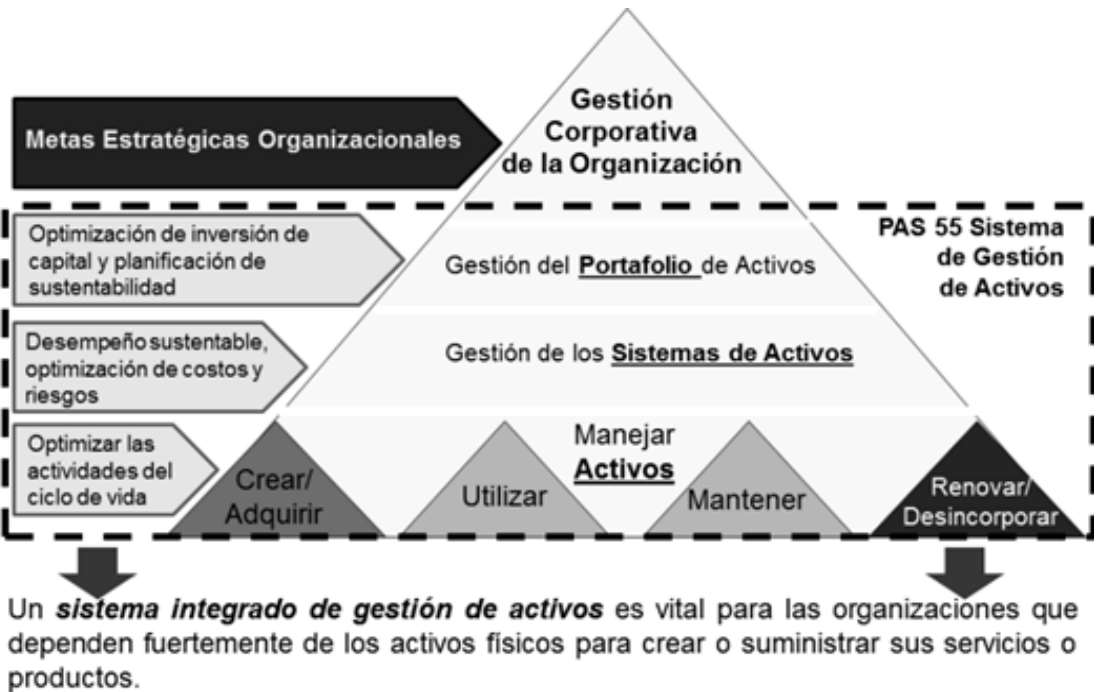 Gestión
Corporativa
de la Organización
Metas Estratégicas Organizacionales
Optimización de inversión de
capital y planificación de
sustentabilidad
Gestión del Portafolio de Activos
PAS 55 Sistema
de Gestión
de Activos
Desempeño sustentable,
optimización de costos y
riesgos
Gestión de los Sistemas de Activos
Optimizar las
actividades del
ciclo de vida
Crear/
Adquirir
Utilizar
Manejar
Activos
Mantener
Renovar/
Desincorporar
Un sistema integrado de gestión de activos es vital para las organizaciones que
dependen fuertemente de los activos físicos para crear o suministrar sus servicios o
productos.